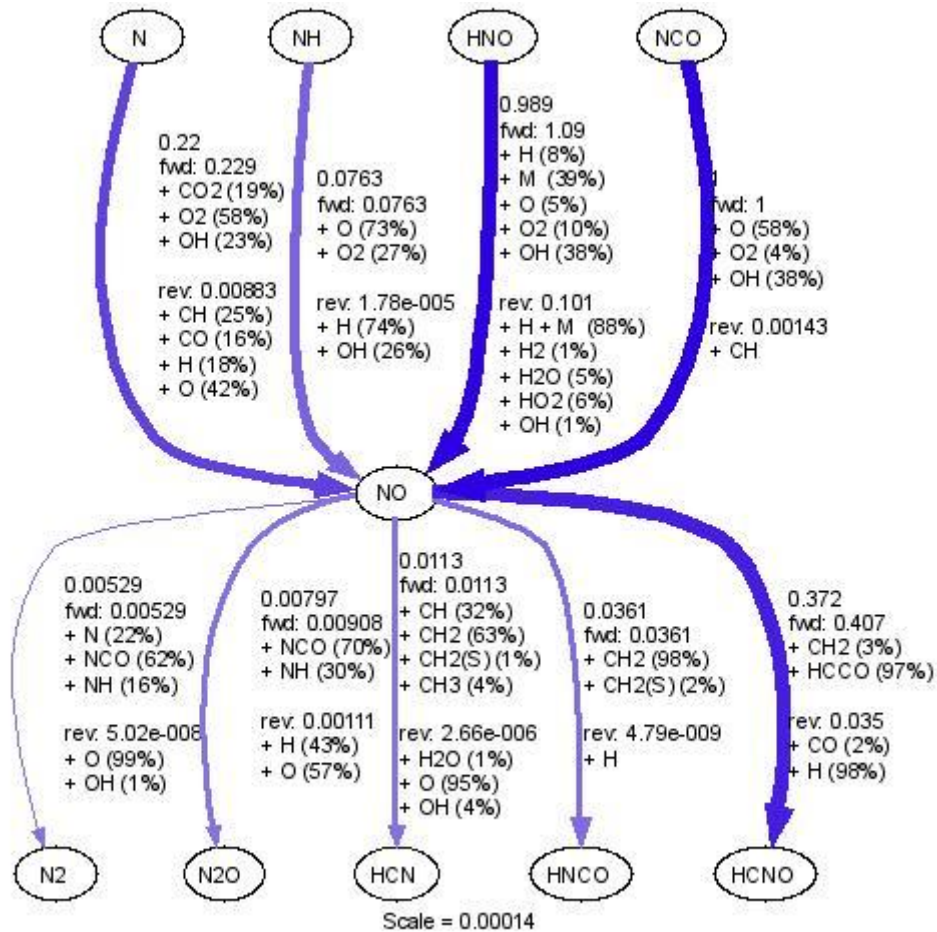 N
NH
HNO
NCO
0.22
fwd: 0.229
+ CO2 (19%)
+ O2 (58%)
+ OH (23%)
rev: 0.00883
+ CH (25%)
+ CO (16%)
+ H (18%)
+ O (42%)
0.0763
fwd: 0.0763
+ O (73%)
+ O2 (27%)
rev: 1.78e-005
+ H (74%)
+ OH (26%)
0.989
fwd: 1.09
+ H (8%)
+ M (39%)
+ O (5%)
+ O2 (10%)
+ OH (38%)
rev: 0.101
+ H + M (88%)
+ H2 (1%)
+ H2O (5%)
+ HO2 (6%)
+ OH (1%)
1
fwd: 1
+ O (58%)
+ O2 (4%)
+ OH (38%)
rev: 0.00143
+ CH
NO
0.00529
fwd: 0.00529
+ N (22%)
+ NCO (62%)
+ NH (16%)
rev: 5.02e-008
+ O (99%)
+ OH (1%)
0.00797
fwd: 0.00908
+ NCO (70%)
+ NH (30%)
rev: 0.00111
+ H (43%)
+ O (57%)
0.0113
fwd: 0.0113
+ CH (32%)
+ CH2 (63%)
+ CH2(S) (1%)
+ CH3 (4%)
rev: 2.66e-006
+ H2O (1%)
+ O (95%)
+ OH (4%)
0.0361
fwd: 0.0361
+ CH2 (98%)
+ CH2(S) (2%)
rev: 4.79e-009
+ H
0.372
fwd: 0.407
+ CH2 (3%)
+ HCCO (97%)
rev: 0.035
+ CO (2%)
+ H (98%)
N2
N2O
HCN
HNCO
HCNO
Scale = 0.00014